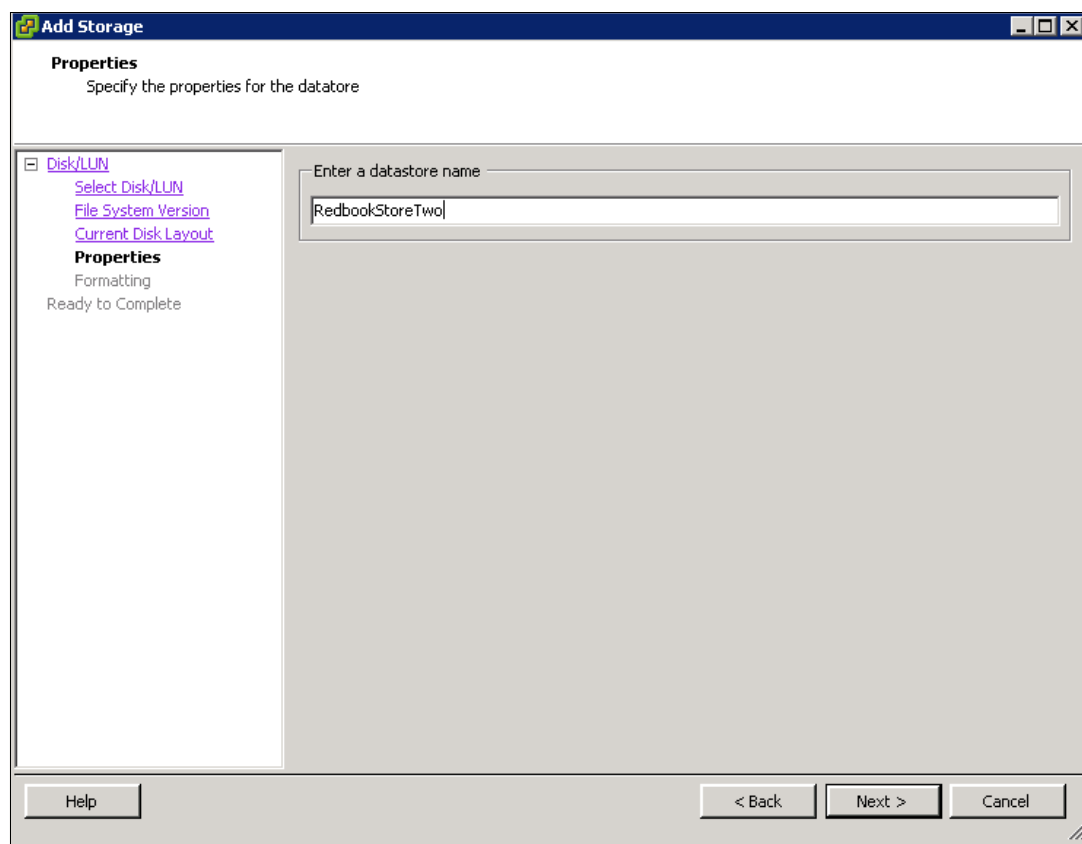 Add Storage
Properties
Specify the properties for the datatore
Disk/LUN
Select Disk/LUN
File System Version
Current Disk Layout
Properties
Formatting
Ready to Complete
Enter a datastore name
RedbookStoreTwo
Help
< Back
Next >
Cancel